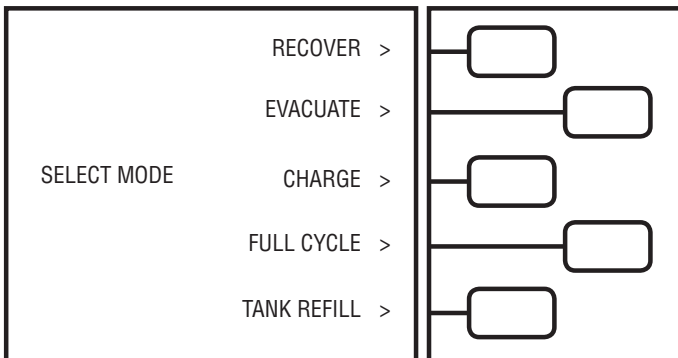 RECOVER >
EVACUATE >
SELECT MODE CHARGE >
FULL CYCLE >
TANK REFILL >